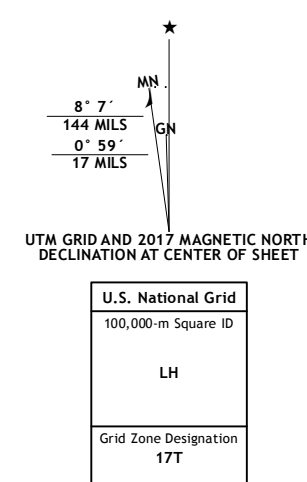 MN
8° 7´
144 MILS
GN
0° 59´
17 MILS
UTM GRID AND 2017 MAGNETIC NORTH
DECLINATION AT CENTER OF SHEET
U.S. National Grid
100,000-m Square ID
LH
Grid Zone Designation
17T